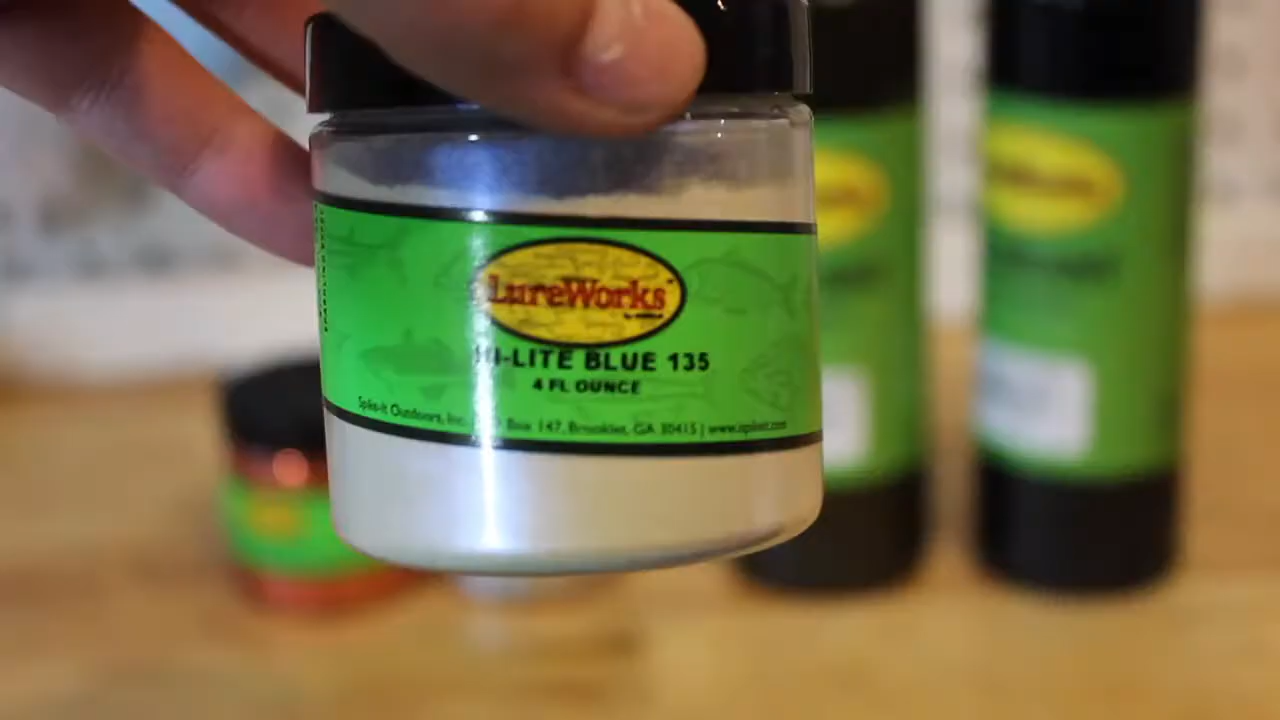 LureWorks
HI-LITE BLUE 135
4 FL OUNCE
Spike-It Outdoors, Inc. Box 147, Brooklet, GA 30415 | www.spikeit.com